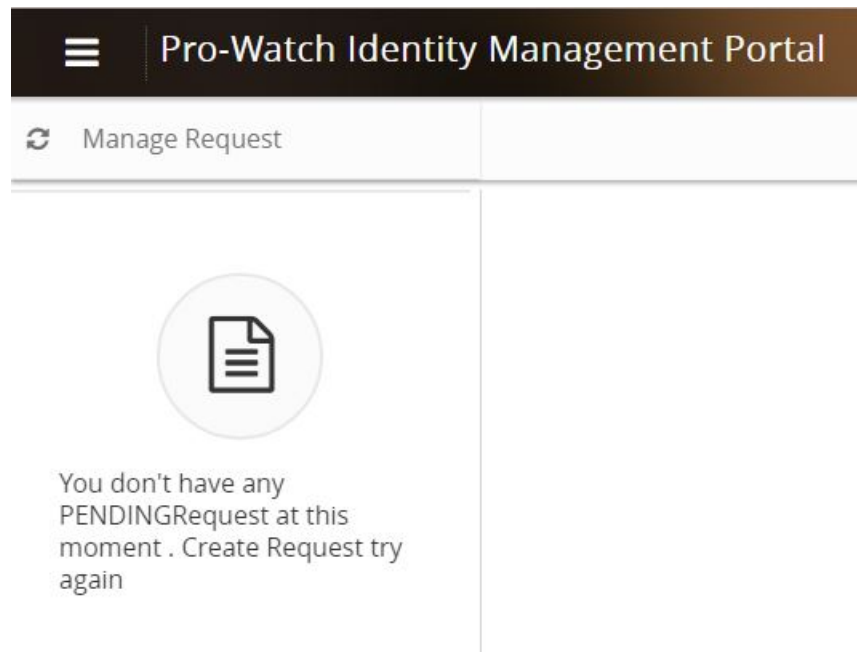 Pro-Watch Identity Management Portal
Manage Request
You don't have any
PENDINGRequest at this
moment . Create Request try
again